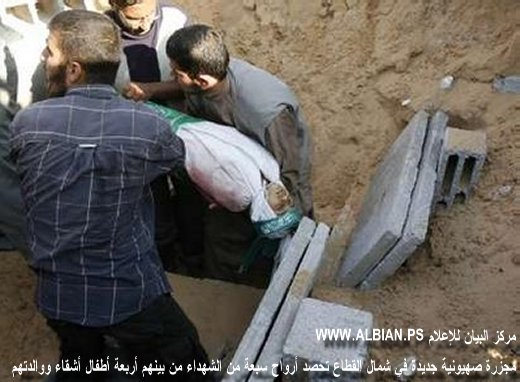 مركز البيان للإعلام WWW.ALBIAN.PS
مجزرة صهيونية جديدة في شمال القطاع تحصد أرواح سبعة من الشهداء من بينهم أربعة أطفال أشقاء ووالدتهم